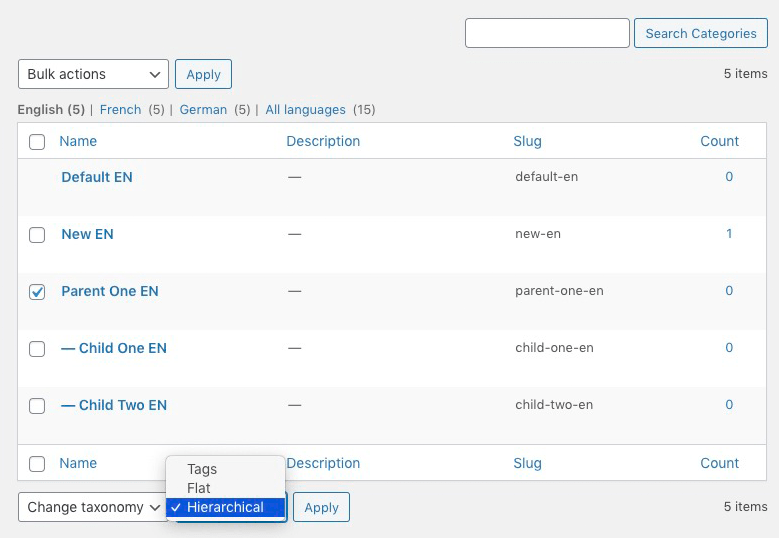 Search Categories
Bulk actions Apply 5 items
English (5) | French (5) | German (5) | All languages (15)
Name Description Slug Count
Default EN — default-en 0
New EN — new-en 1
Parent One EN — parent-one-en 0
— Child One EN — child-one-en 0
— Child Two EN — child-two-en 0
Name Description Slug Count
Tags
Flat
Change taxonomy Hierarchical Apply 5 items